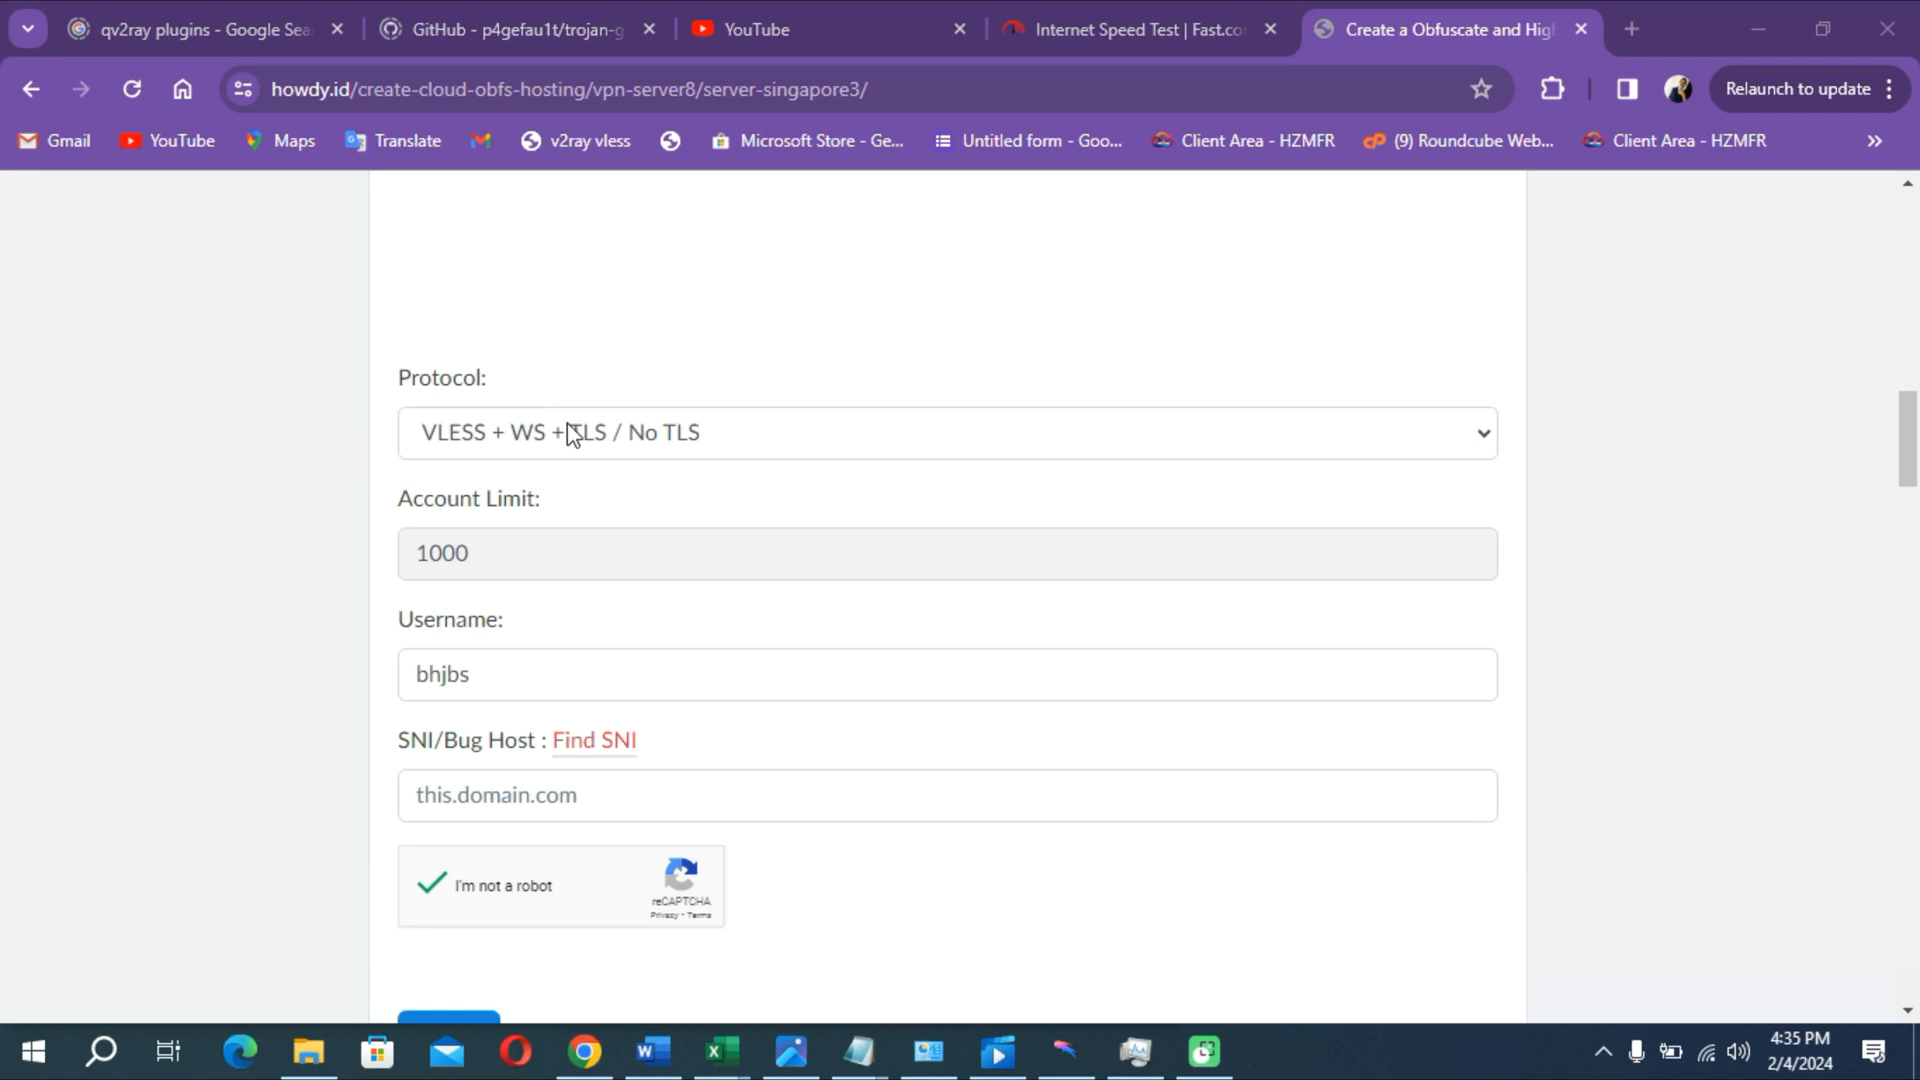 qv2ray plugins - Google Sea
GitHub - p4gefau1t/trojan-g
YouTube
Internet Speed Test | Fast.co
Create a Obfuscate and Hig
howdy.id/create-cloud-obfs-hosting/vpn-server8/server-singapore3/
Relaunch to update
Gmail
YouTube
Maps
Translate
v2ray vless
Microsoft Store - Ge...
Untitled form - Goo...
Client Area - HZMFR
(9) Roundcube Web...
Client Area - HZMFR
Protocol:
VLESS + WS + TLS / No TLS
Account Limit:
1000
Username:
bhjbs
SNI/Bug Host : Find SNI
this.domain.com
I'm not a robot
reCAPTCHA
Privacy - Terms
4:35 PM
2/4/2024